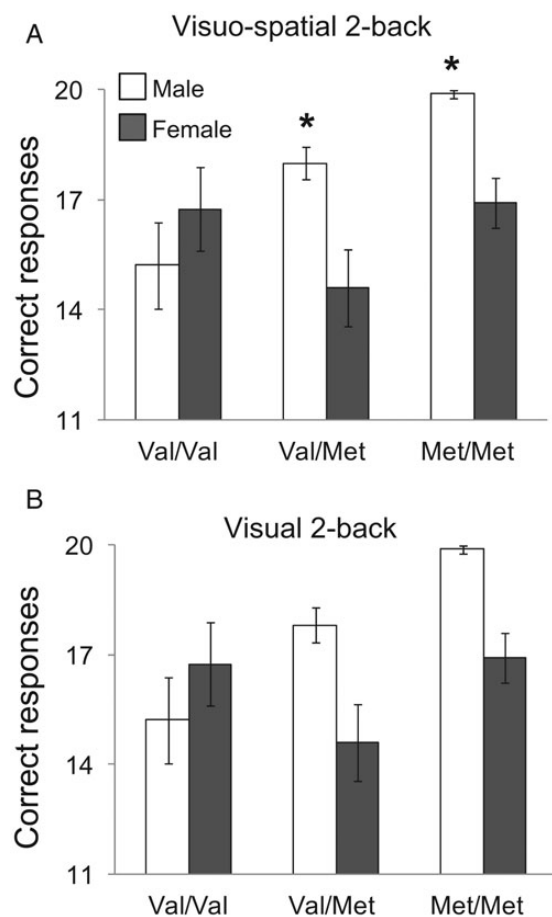 A
Visuo-spatial 2-back
*
*
20
Male
Female
17
14
11
Correct responses
Val/Val Val/Met Met/Met
B
Visual 2-back
20
17
14
11
Correct responses
Val/Val Val/Met Met/Met